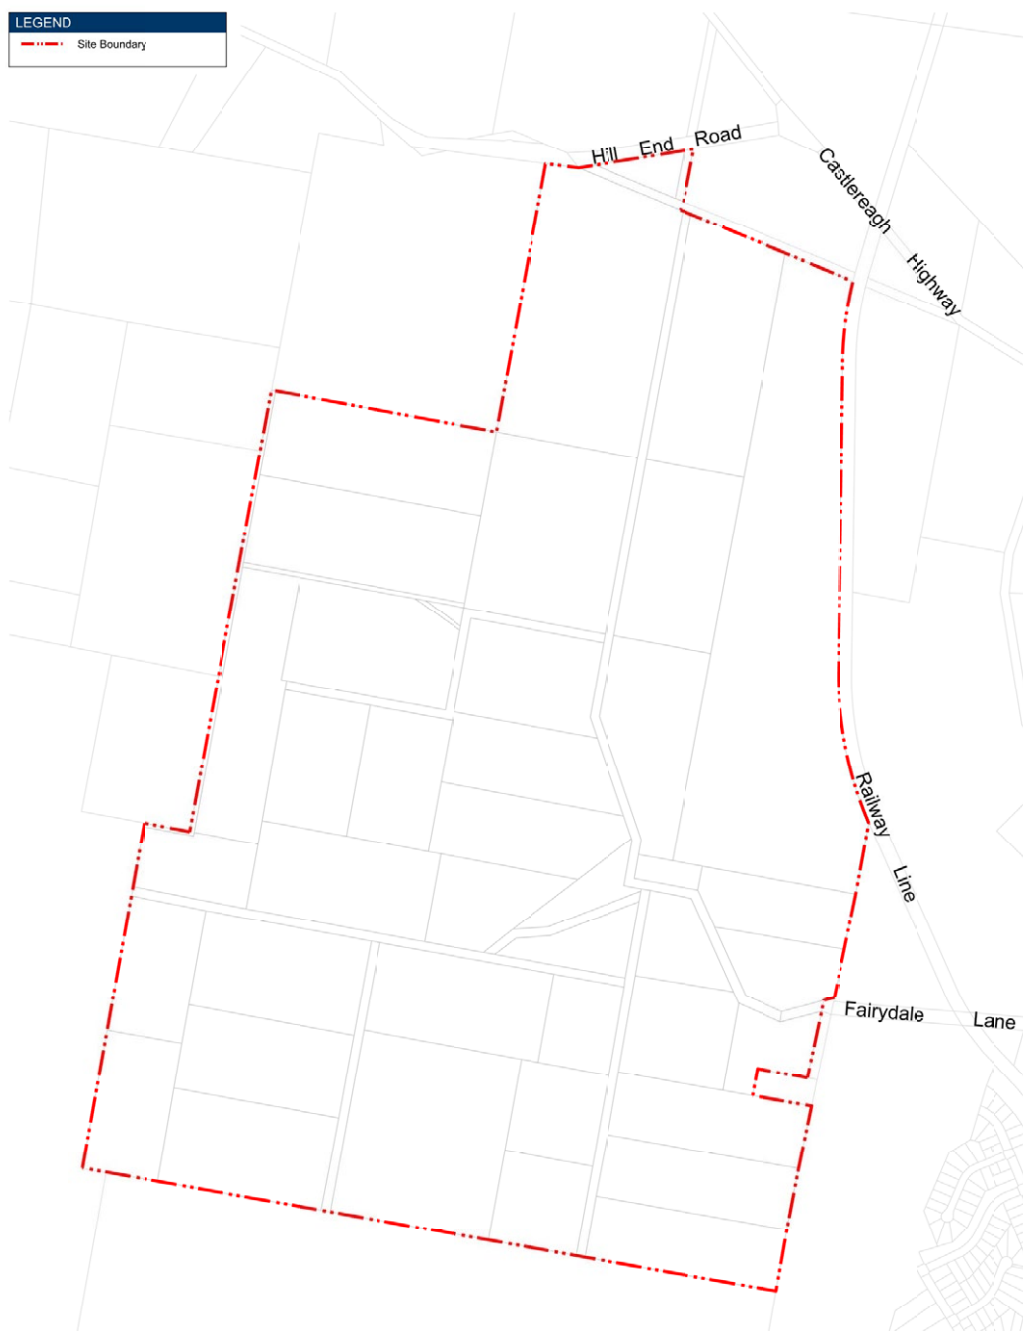 LEGEND
Site Boundary
Hill End Road
Castlereagh Highway
Railway Line
Fairydale Lane